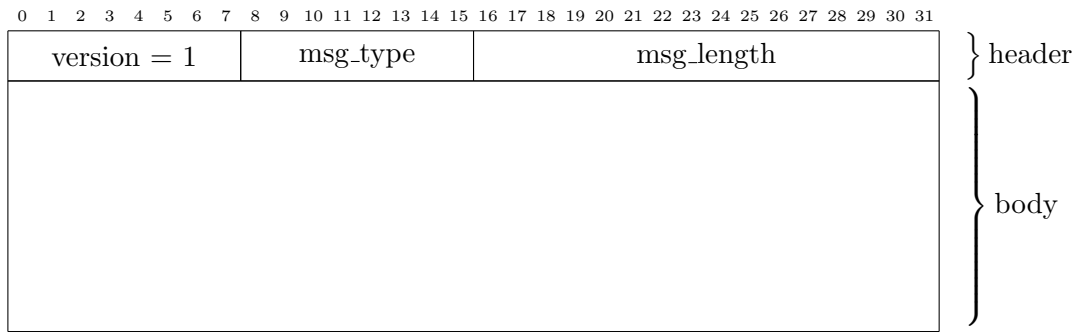 0 1 2 3 4 5 6 7 8 9 10 11 12 13 14 15 16 17 18 19 20 21 22 23 24 25 26 27 28 29 30 31
version = 1 msg_type msg_length header
body